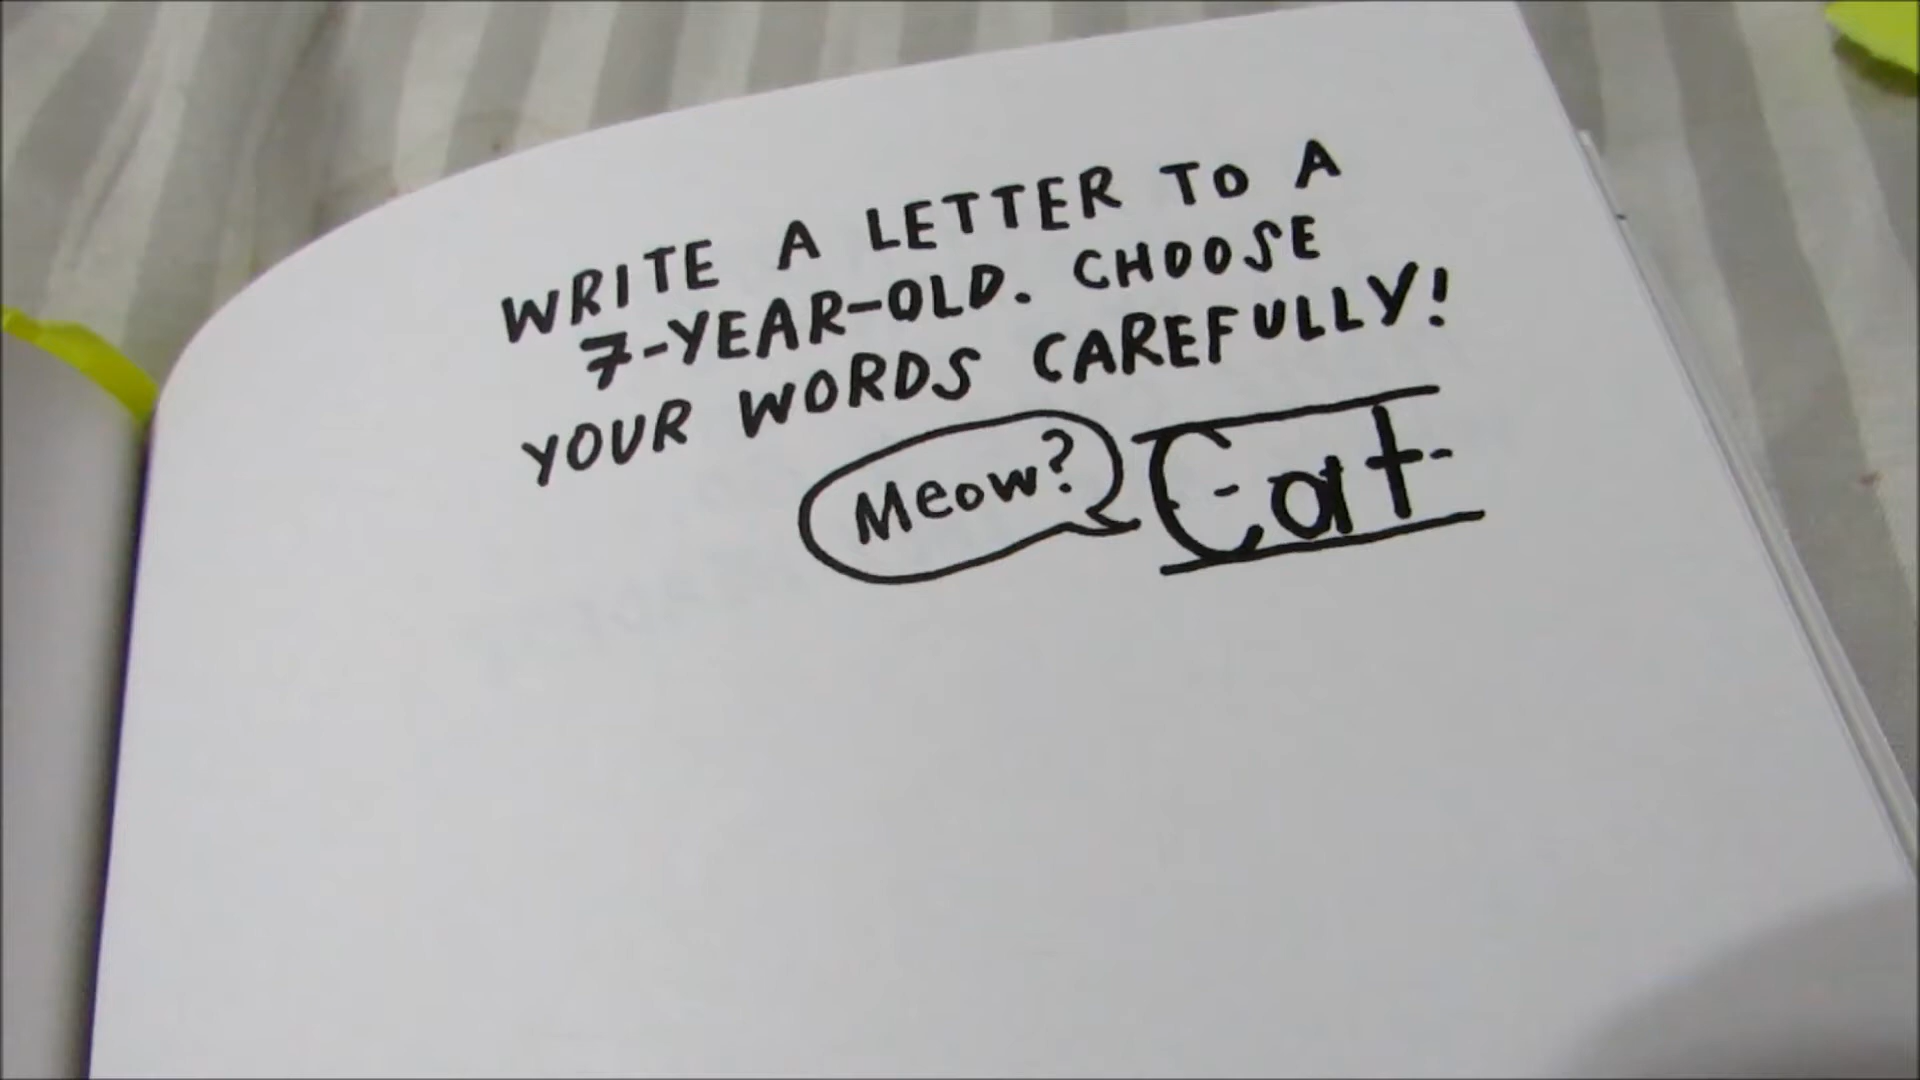 WRITE A LETTER TO A
7-YEAR-OLD. CHOOSE
YOUR WORDS CAREFULLY!
Meow? Cat